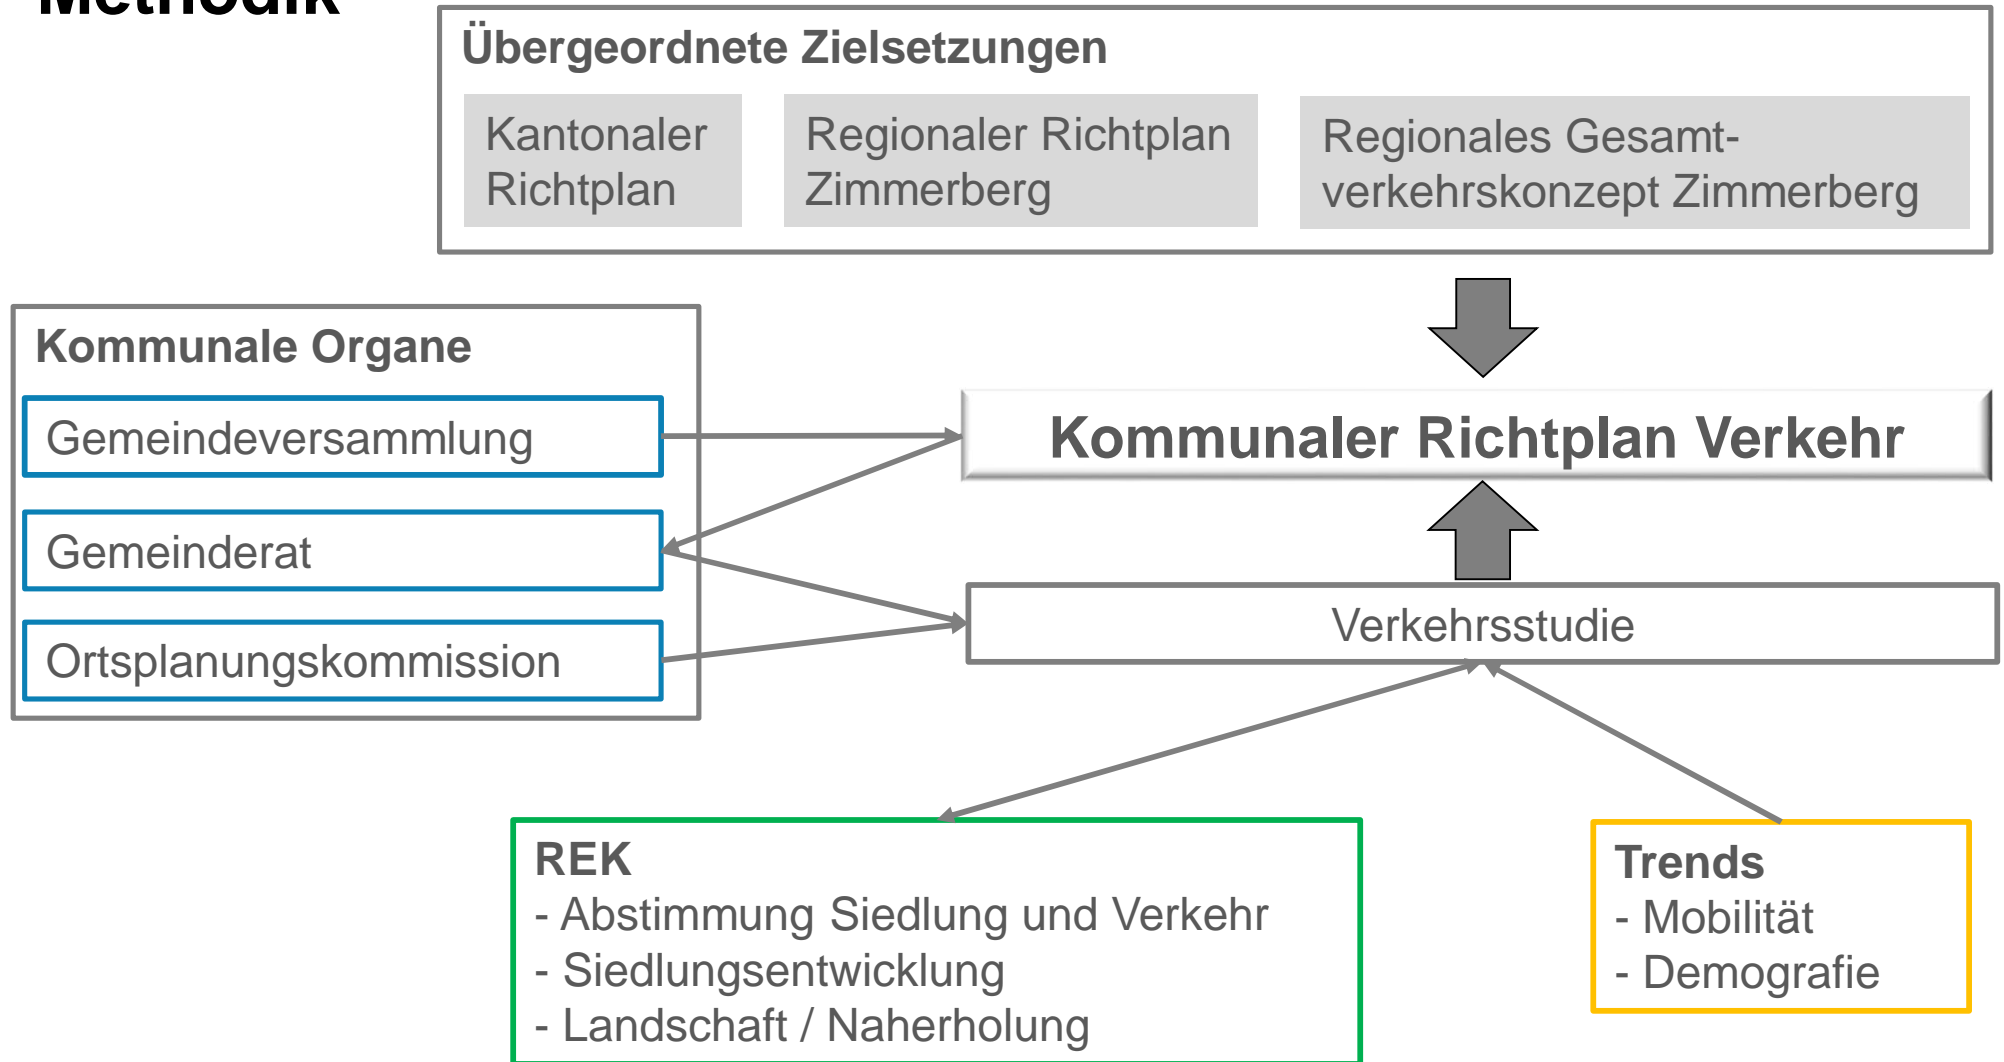 Methodik
Übergeordnete Zielsetzungen
Kantonaler
Richtplan
Regionaler Richtplan
Zimmerberg
Regionales Gesamt-
verkehrskonzept Zimmerberg
Kommunale Organe
Gemeindeversammlung
Gemeinderat
Ortsplanungskommission
Kommunaler Richtplan Verkehr
Verkehrsstudie
REK
- Abstimmung Siedlung und Verkehr
- Siedlungsentwicklung
- Landschaft / Naherholung
Trends
- Mobilität
- Demografie